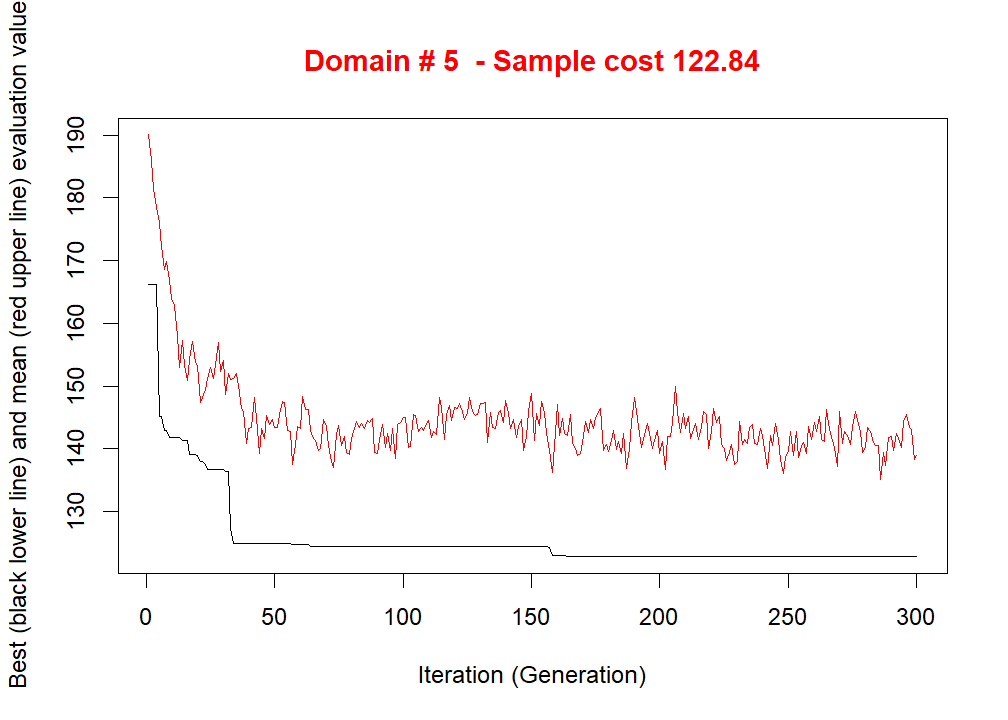 Domain # 5  - Sample cost 122.84
Best (black lower line) and mean (red upper line) evaluation value
190
180
170
160
150
140
130
0 50 100 150 200 250 300
Iteration (Generation)